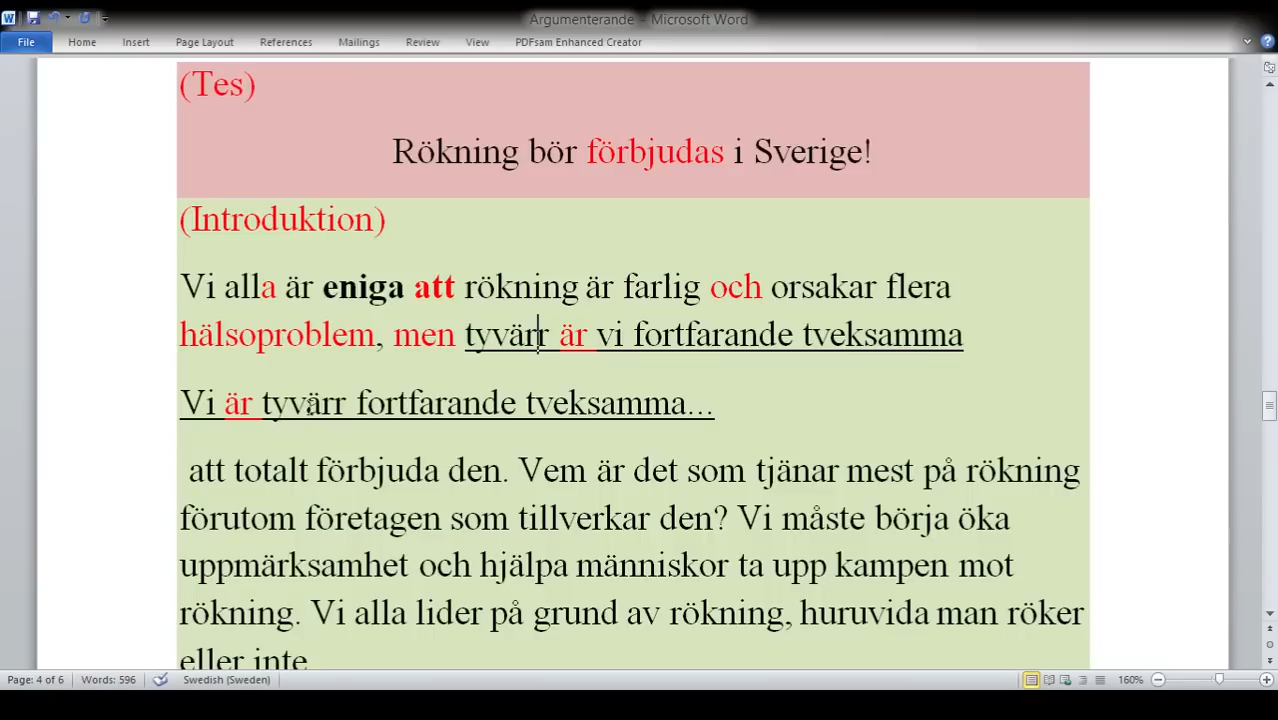 Argumenterande - Microsoft Word
File Home Insert Page Layout References Mailings Review View PDFsam Enhanced Creator
(Tes)
Rökning bör förbjudas i Sverige!
(Introduktion)
Vi alla är eniga att rökning är farlig och orsakar flera
hälsoproblem, men tyvärr är vi fortfarande tveksamma
Vi är tyvärr fortfarande tveksamma...
att totalt förbjuda den. Vem är det som tjänar mest på rökning
förutom företagen som tillverkar den? Vi måste börja öka
uppmärksamhet och hjälpa människor ta upp kampen mot
rökning. Vi alla lider på grund av rökning, huruvida man röker
eller inte
Page: 4 of 6 Words: 596 Swedish (Sweden) 160%